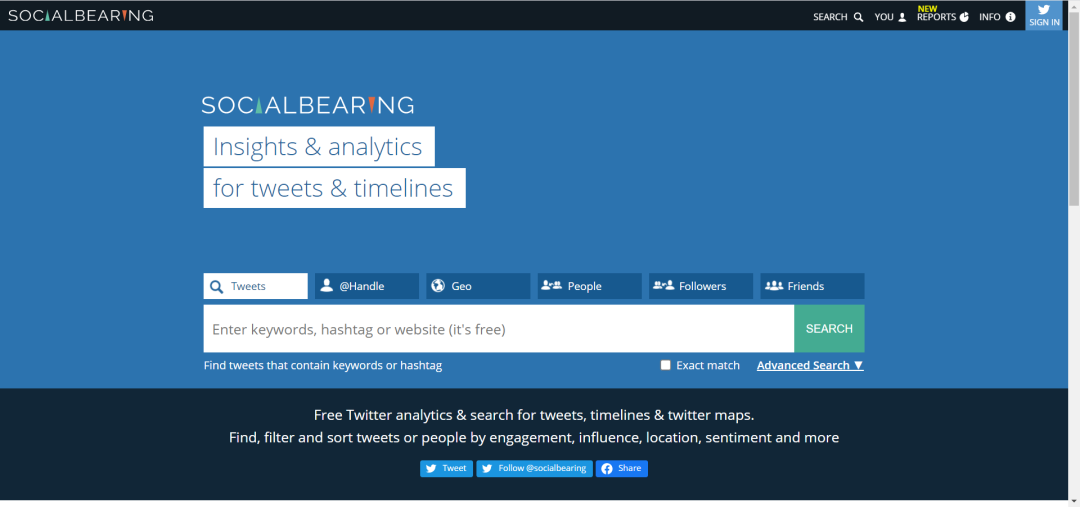 SOCIALBEARING
SEARCH YOU NEW REPORTS INFO SIGN IN
SOCIALBEARING
Insights & analytics
for tweets & timelines
Tweets @Handle Geo People Followers Friends
Enter keywords, hashtag or website (it's free) SEARCH
Find tweets that contain keywords or hashtag Exact match Advanced Search ▼
Free Twitter analytics & search for tweets, timelines & twitter maps.
Find, filter and sort tweets or people by engagement, influence, location, sentiment and more
Tweet Follow @socialbearing Share